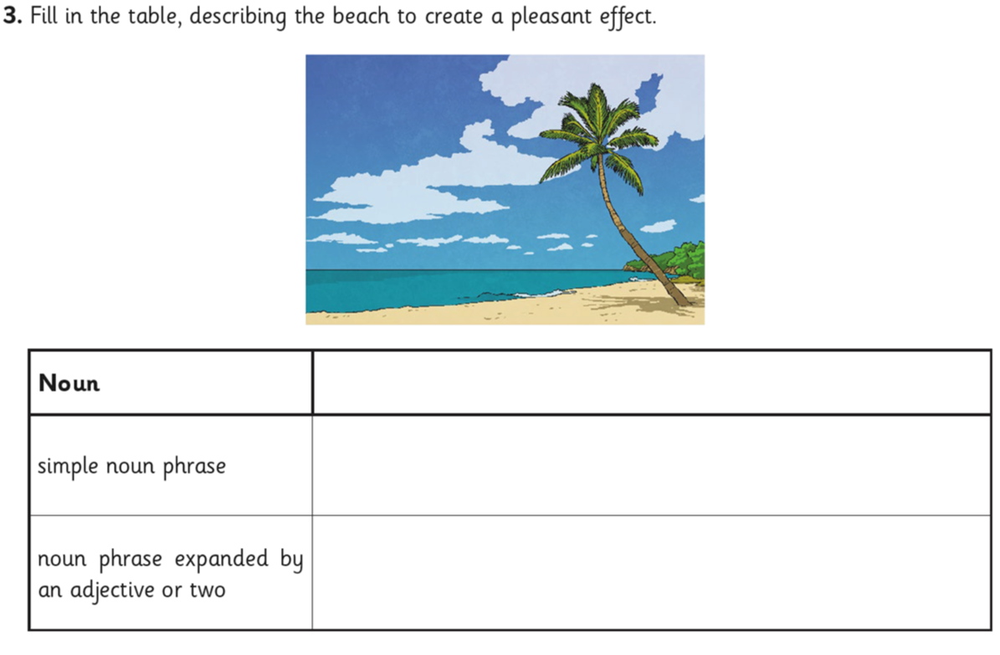 3. Fill in the table, describing the beach to create a pleasant effect.
Noun
simple noun phrase
noun phrase expanded by
an adjective or two